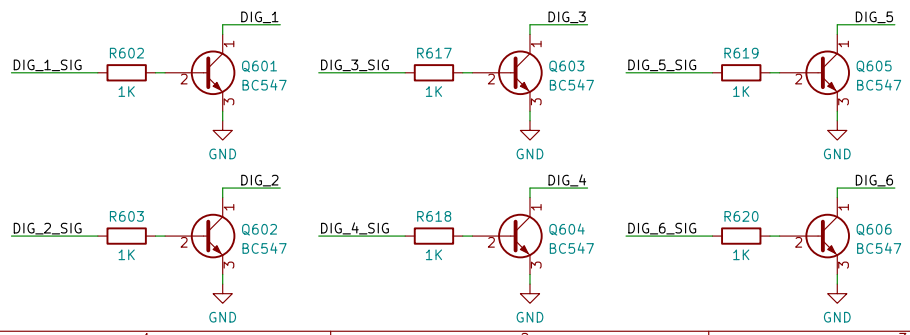 DIG_1
R602
DIG_1_SIG
1
2
Q601
1K
BC547
3
GND
DIG_3
R617
DIG_3_SIG
1
2
Q603
1K
BC547
3
GND
DIG_5
R619
DIG_5_SIG
1
2
Q605
1K
BC547
3
GND
DIG_2
R603
DIG_2_SIG
1
2
Q602
1K
BC547
3
GND
DIG_4
R618
DIG_4_SIG
1
2
Q604
1K
BC547
3
GND
DIG_6
R620
DIG_6_SIG
1
2
Q606
1K
BC547
3
GND